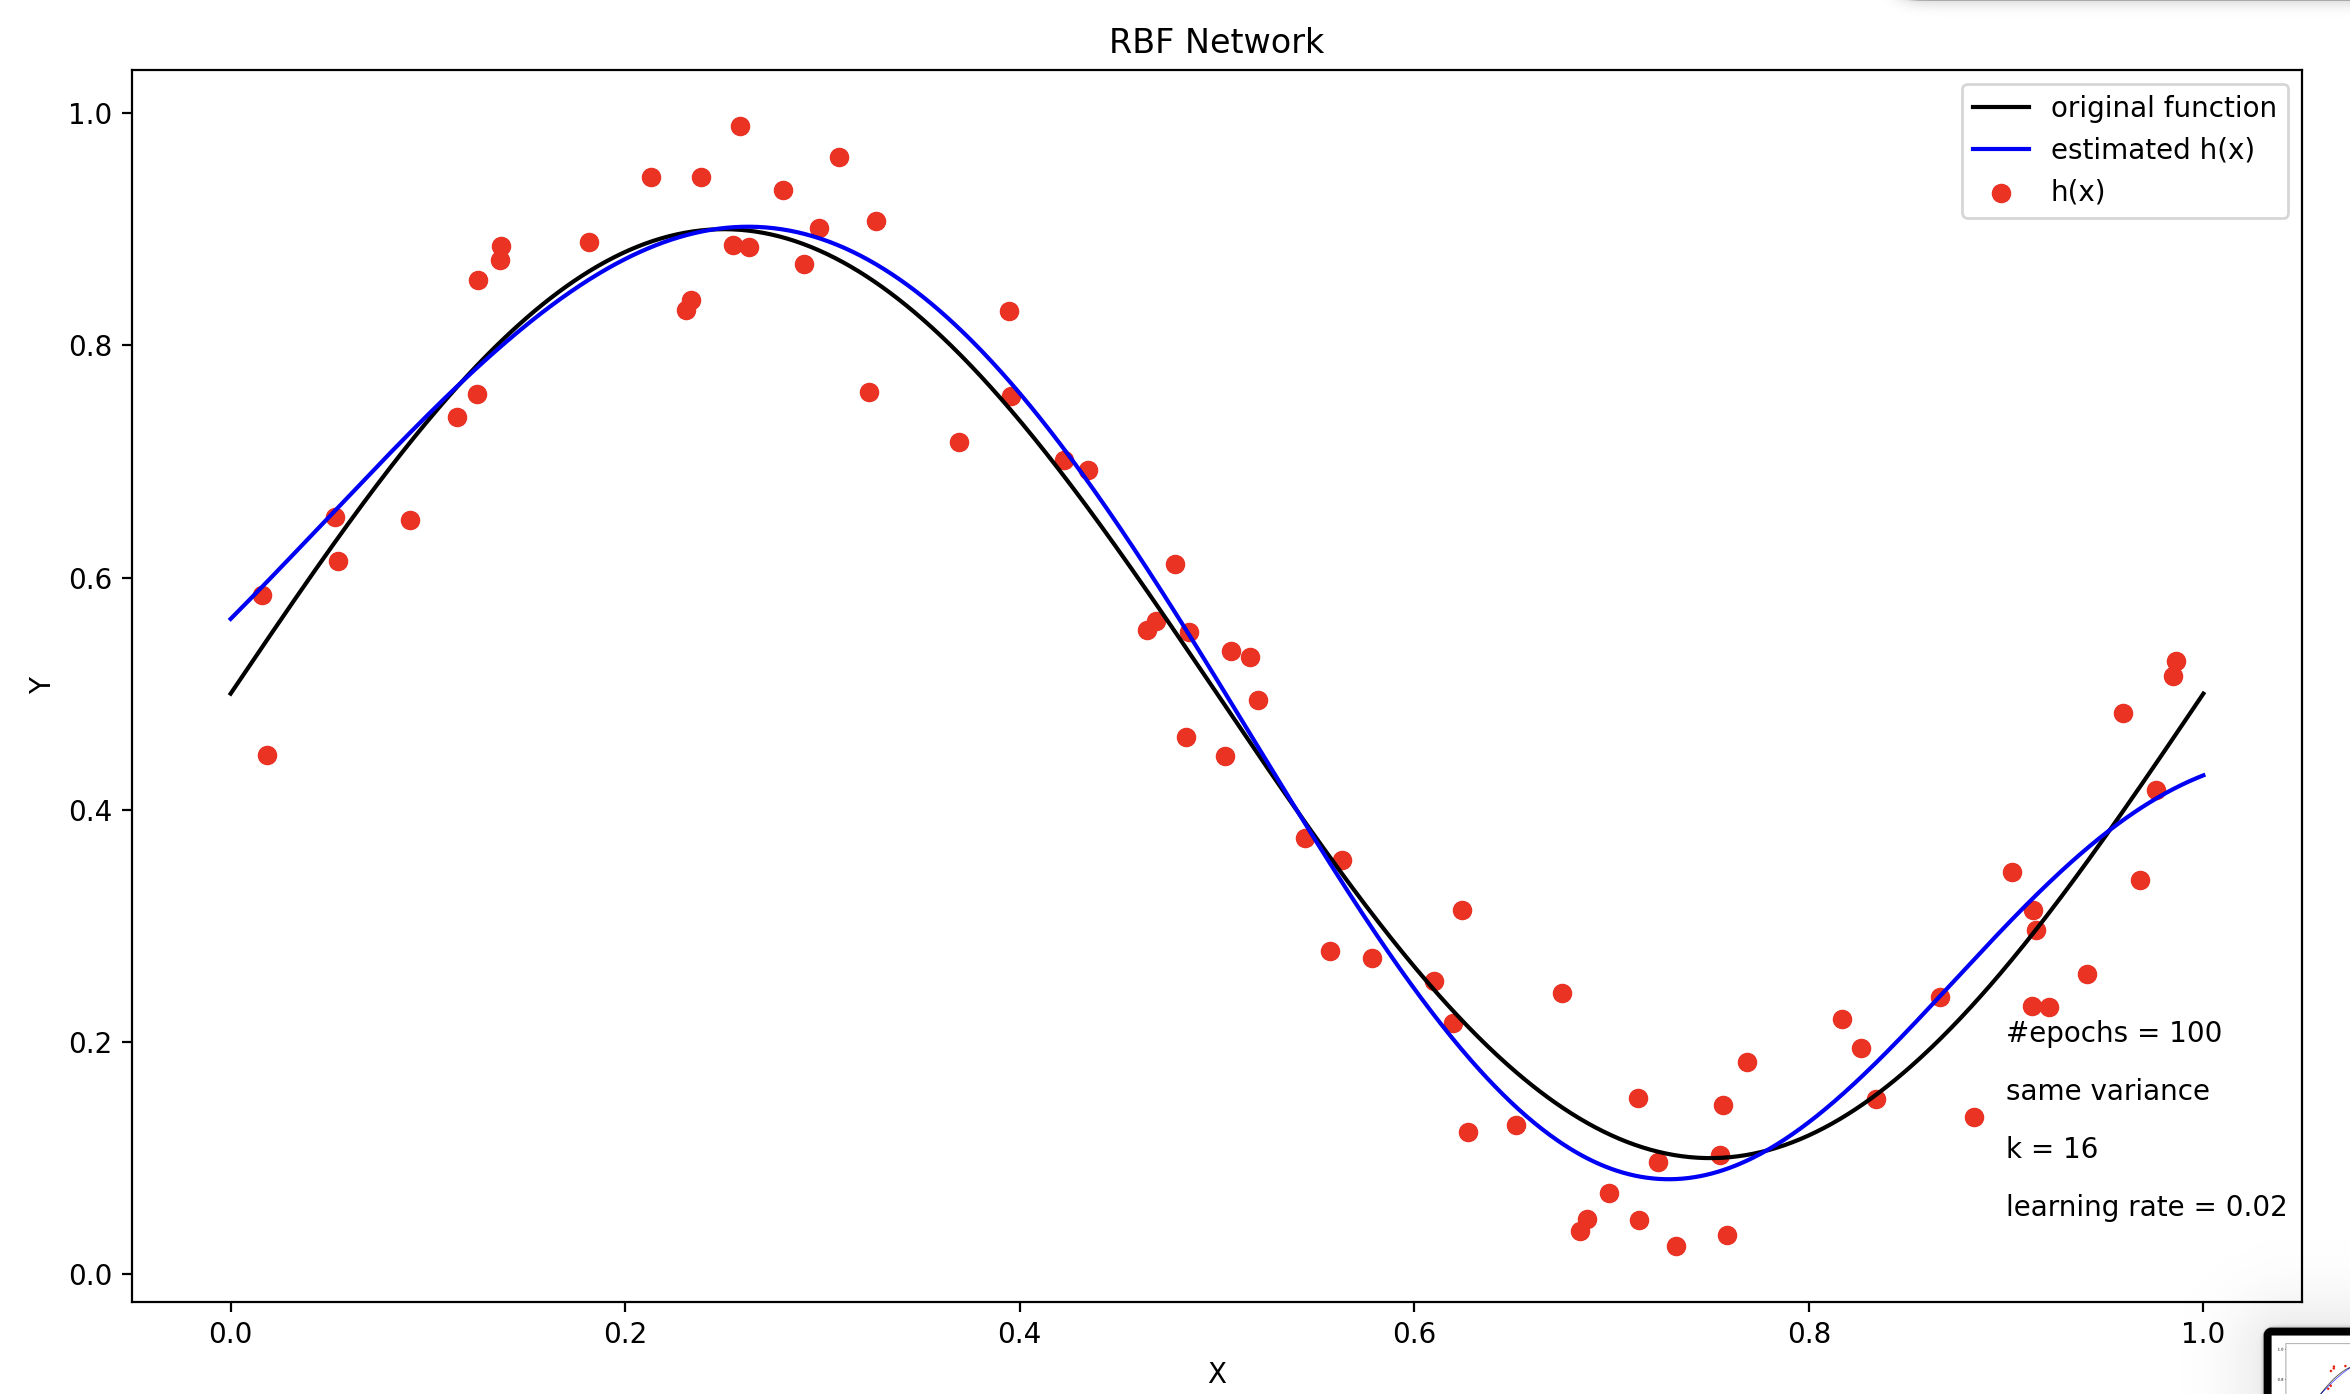 RBF Network
original function
estimated h(x)
h(x)
1.0
0.8
0.6
0.4
0.2
0.0
Y
#epochs = 100
same variance
k = 16
learning rate = 0.02
0.0 0.2 0.4 0.6 0.8 1.0
X